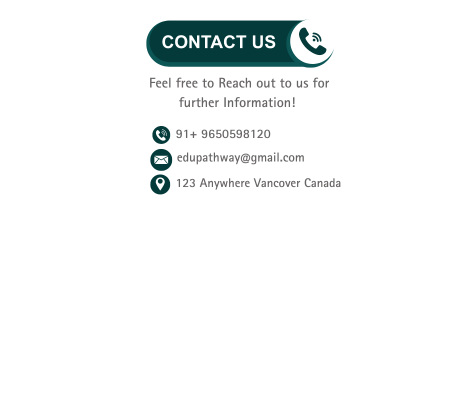 CONTACT US
Feel free to Reach out to us for
further Information!
91+ 9650598120
edupathway@gmail.com
123 Anywhere Vancover Canada